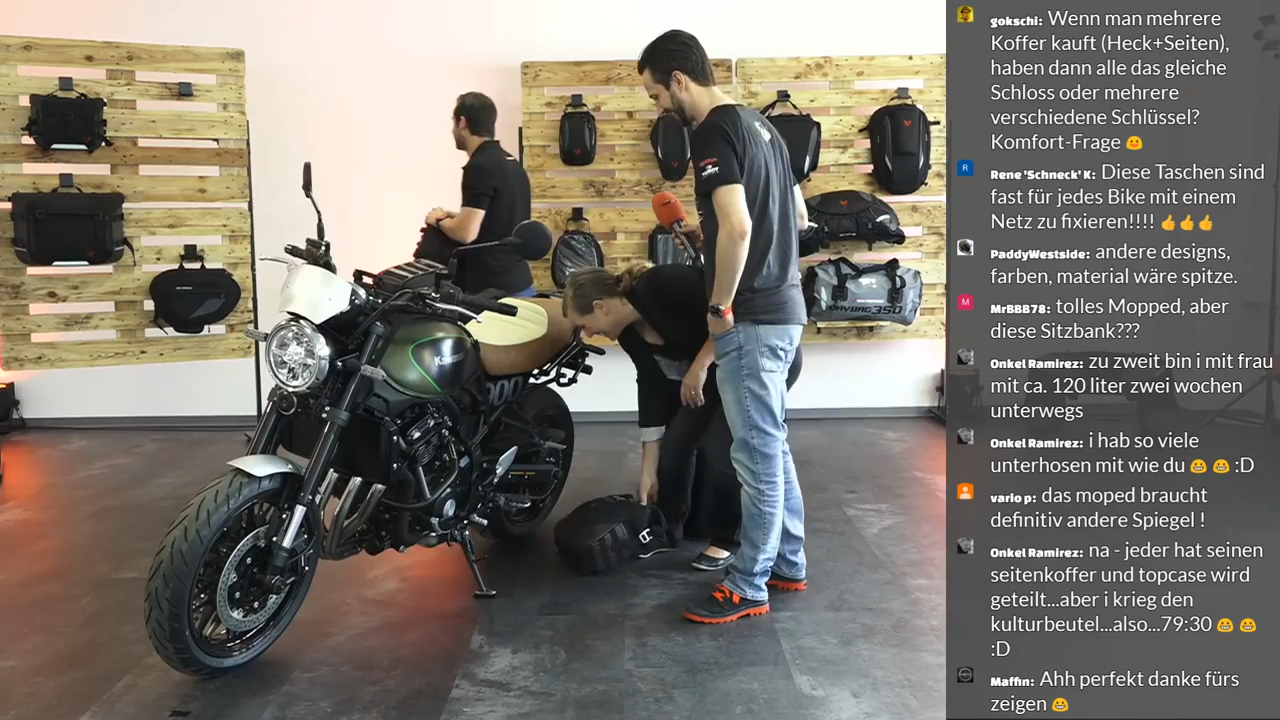 gokschi: Wenn man mehrere
Koffer kauft (Heck+Seiten),
haben dann alle das gleiche
Schloss oder mehrere
verschiedene Schlüssel?
Komfort-Frage
Rene 'Schneck' K: Diese Taschen sind
fast für jedes Bike mit einem
Netz zu fixieren!!!!
PaddyWestside: andere designs,
farben, material wäre spitze.
MrBBB78: tolles Mopped, aber
diese Sitzbank???
Onkel Ramirez: zu zweit bin i mit frau
mit ca. 120 liter zwei wochen
unterwegs
Onkel Ramirez: i hab so viele
unterhosen mit wie du :D
vario p: das moped braucht
definitiv andere Spiegel !
Onkel Ramirez: na - jeder hat seinen
seitenkoffer und topcase wird
geteilt...aber i krieg den
kulturbeutel...also...79:30
:D
Maffin: Ahh perfekt danke fürs
zeigen
R
M
Kawasaki
900
DRYBAG 350